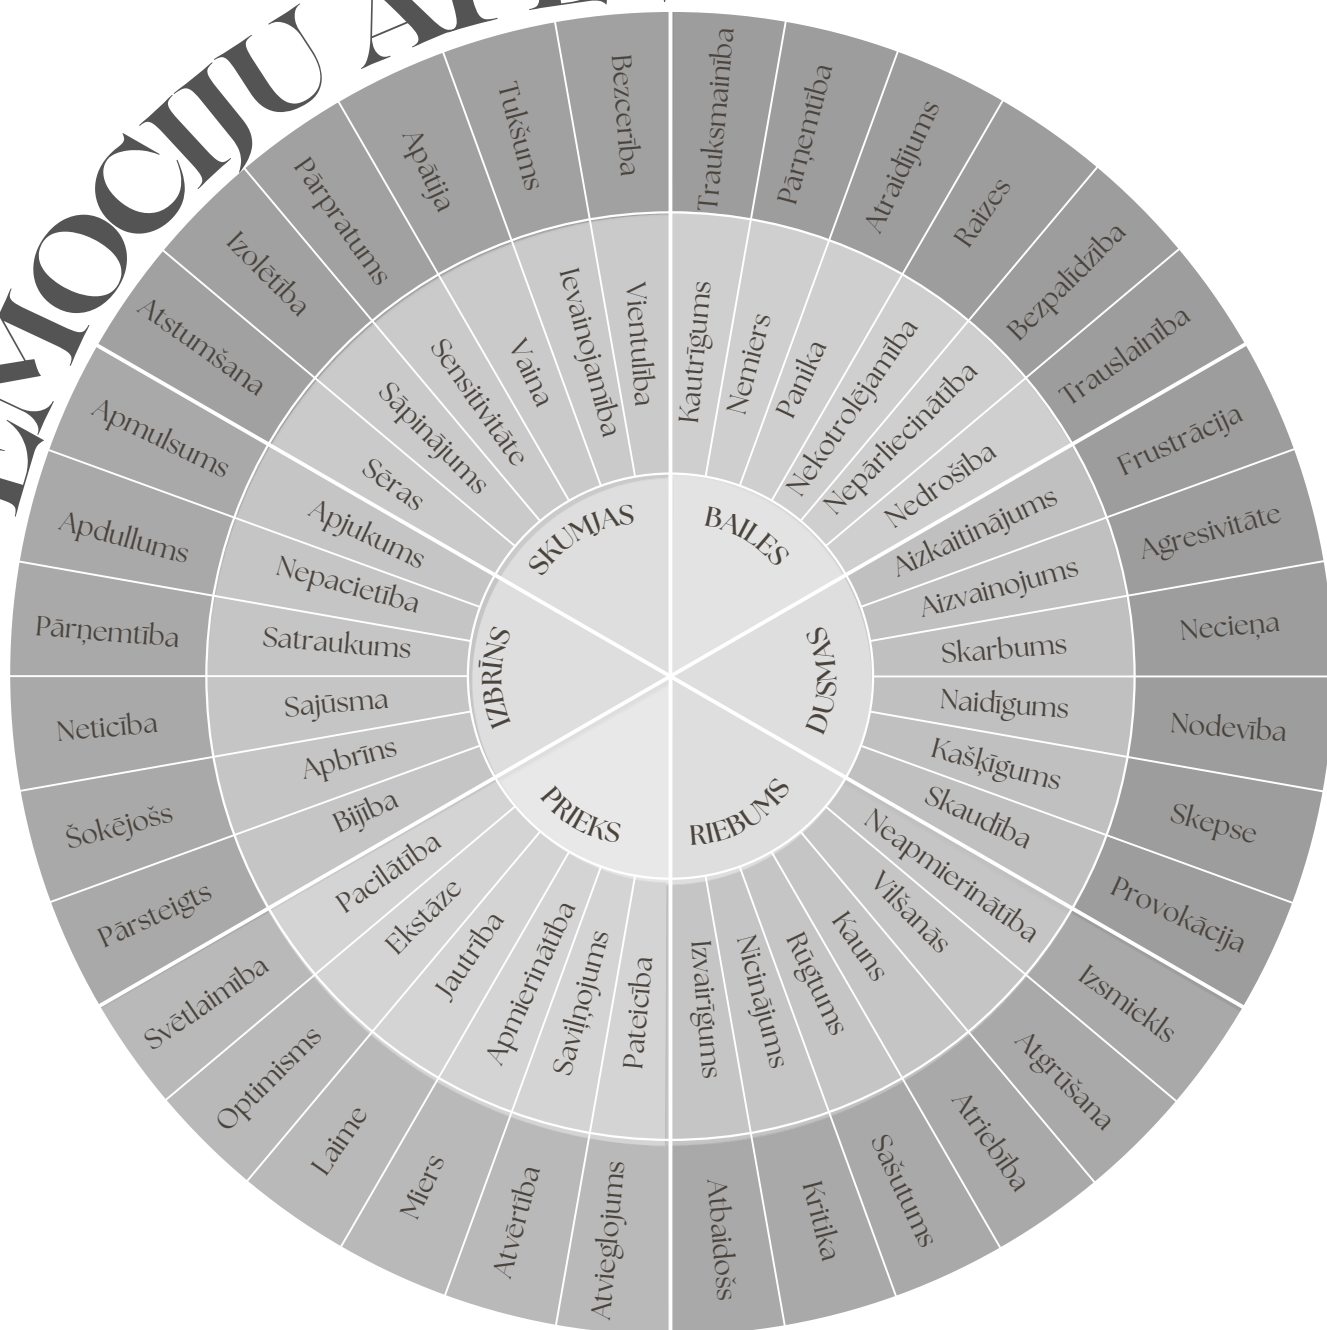 EMOCIJU
SKUMJAS
BAILES
DUSMAS
RIEBUMS
PRIEKS
IZBRĪNS
Sēras
Sāpinājums
Sensitivitāte
Vaina
Ievainojamība
Vientulība
Kautrīgums
Nemiers
Panika
Nekotrolējamība
Nepārliecinātība
Nedrošība
Aizkaitinājums
Aizvainojums
Skarbums
Naidīgums
Kašķīgums
Skaudība
Neapmierinātība
Vilšanās
Kauns
Rūgtums
Nicinājums
Izvairīgums
Pateicība
Saviļņojums
Apmierinātība
Jautrība
Ekstāze
Pacilātība
Bijība
Apbrīns
Sajūsma
Satraukums
Nepacietība
Apjukums
Atstumšana
Izolētība
Pārpratums
Apātija
Tukšums
Bezcerība
Trauksmainība
Pārņemtība
Atraidījums
Raizes
Bezpalīdzība
Trauslainība
Frustrācija
Agresivitāte
Necieņa
Nodevība
Skepse
Provokācija
Izsmiekls
Atgrūšana
Atriebība
Sašutums
Kritika
Atbaidošs
Atvieglojums
Atvērtība
Miers
Laime
Optimisms
Svētlaimība
Pārsteigts
Šokējošs
Neticība
Pārņemtība
Apdullums
Apmulsums